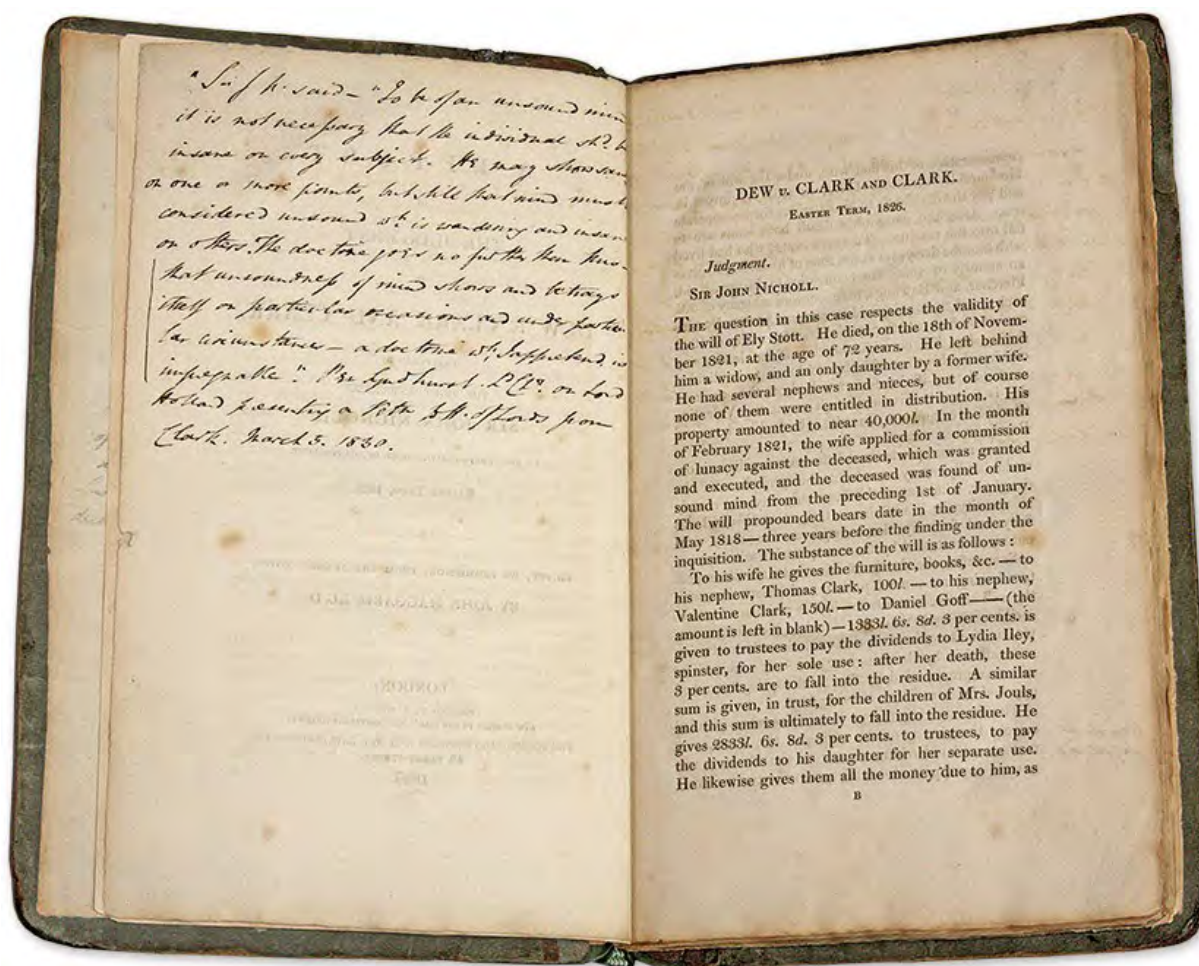 "Sir J N. said – "To be of an unsound mind
it is not necessary that the individual shd. be
insane on every subject. He may show sane
on one or more points, but still that mind must be
considered unsound wh. is wandering and insane
on others. The doctrine goes no further than this –
that unsoundness of mind shows and betrays
itself on particular occasions and under particu
lar circumstances – a doctrine wh. I apprehend is
impregnable". Per Lyndhurst. Ld. Cr. on Lord
Holland presenting a Petn. to H. of Lords from
Clark. March 5. 1830.
DEW v. CLARK AND CLARK.
EASTER TERM, 1826.
Judgment.
SIR JOHN NICHOLL.
THE question in this case respects the validity of
the will of Ely Stott. He died, on the 18th of Novem-
ber 1821, at the age of 72 years. He left behind
him a widow, and an only daughter by a former wife.
He had several nephews and nieces, but of course
none of them were entitled in distribution. His
property amounted to near 40,000l. In the month
of February 1821, the wife applied for a commission
of lunacy against the deceased, which was granted
and executed, and the deceased was found of un-
sound mind from the preceding 1st of January.
The will propounded bears date in the month of
May 1818—three years before the finding under the
inquisition. The substance of the will is as follows :
To his wife he gives the furniture, books, &c. — to
his nephew, Thomas Clark, 100l. — to his nephew,
Valentine Clark, 150l. — to Daniel Goff—— (the
amount is left in blank) — 1333l. 6s. 8d. 3 per cents. is
given to trustees to pay the dividends to Lydia Iley,
spinster, for her sole use : after her death, these
3 per cents. are to fall into the residue. A similar
sum is given, in trust, for the children of Mrs. Jouls,
and this sum is ultimately to fall into the residue. He
gives 2833l. 6s. 8d. 3 per cents. to trustees, to pay
the dividends to his daughter for her separate use.
He likewise gives them all the money due to him, as
B